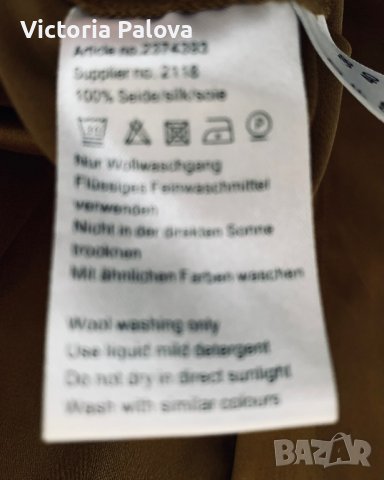 Victoria Palova
Article no. 2374383
Supplier no. 2118
100% Seide/silk/soie
Nur Wollwaschgang
Flüssiges Feinwaschmittel
verwenden
Nicht in der direkten Sonne
trocknen
Mit ähnlichen Farben waschen
Wool washing only
Use liquid mild detergent
Do not dry in direct sunlight
Wash with similar colours
BAZAR